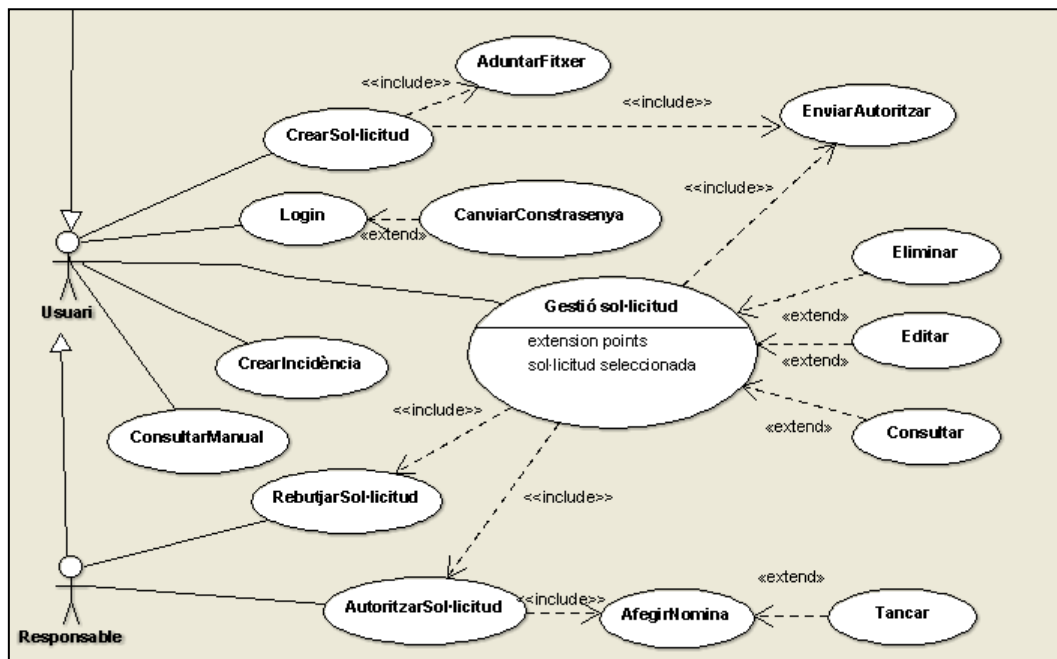 AduntarFitxer
<<include>>
<<include>>
EnviarAutoritzar
CrearSol·licitud
<<include>>
Login
CanviarConstrasenya
«extend»
Eliminar
Usuari
Gestió sol·licitud
extension points
sol·licitud seleccionada
«extend»
Editar
«extend»
CrearIncidència
<<include>>
ConsultarManual
«extend»
Consultar
RebutjarSol·licitud
<<include>>
«extend»
AutoritzarSol·licitud
<<include>>
AfegirNomina
Tancar
Responsable